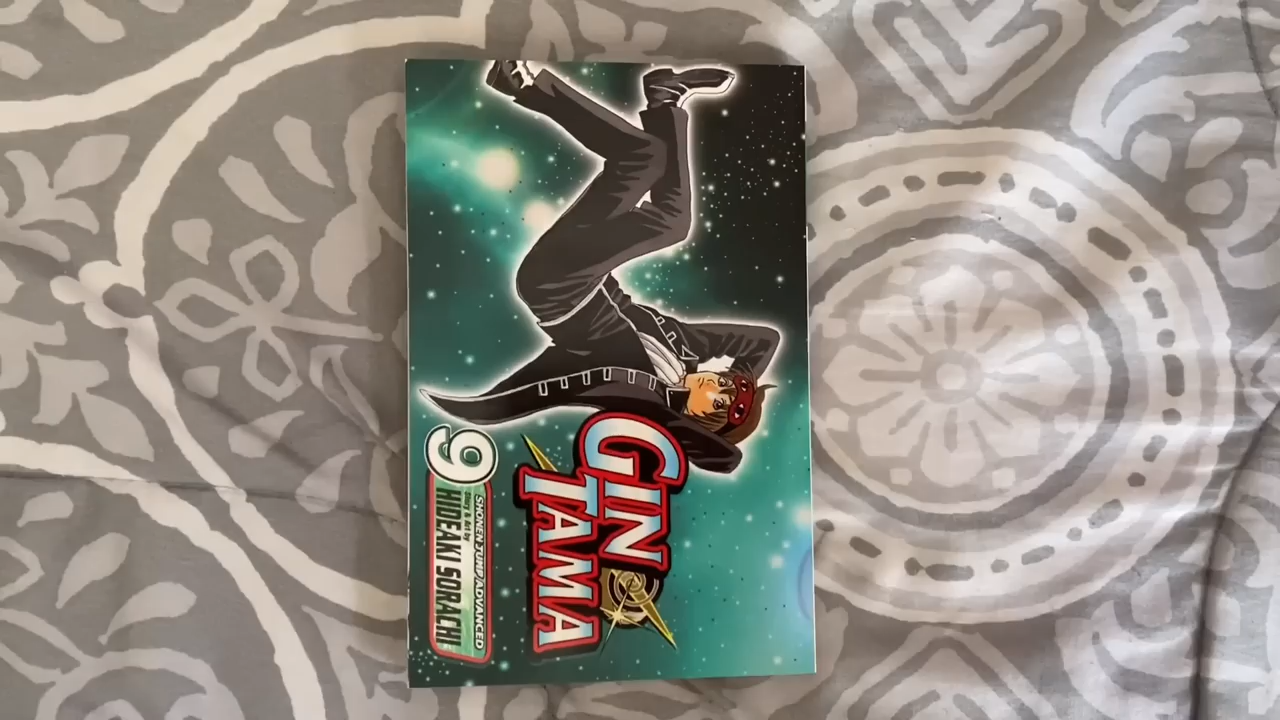 GIN
TAMA
9
SHONEN JUMP ADVANCED
Story & Art by
HIDEAKI SORACHI